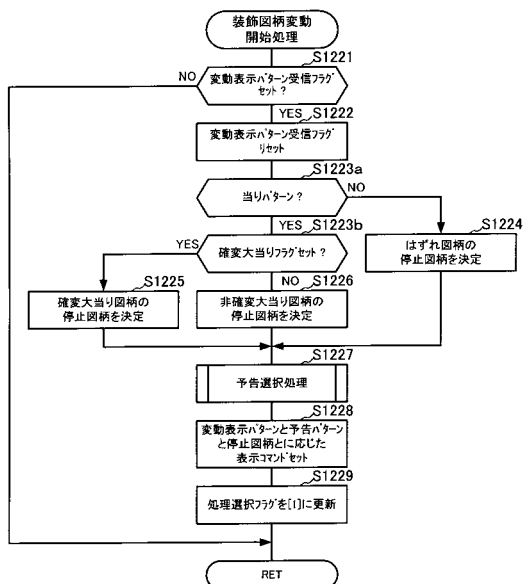 装飾図柄変動
開始処理
S1221
NO
変動表示パターン受信フラグ
セット?
YES
S1222
変動表示パターン受信フラグ
リセット
S1223a
当りパターン?
NO
YES
S1223b
S1224
YES
確変大当りフラグセット?
はずれ図柄の
停止図柄を決定
S1225
NO
S1226
確変大当り図柄の
停止図柄を決定
非確変大当り図柄の
停止図柄を決定
S1227
予告選択処理
S1228
変動表示パターンと予告パターン
と停止図柄とに応じた
表示コマンドセット
S1229
処理選択フラグを[1]に更新
RET